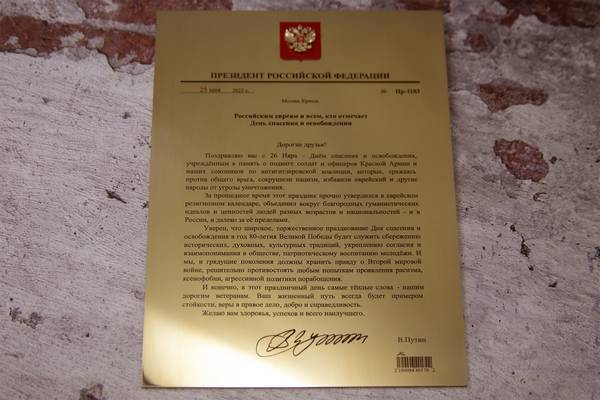 ПРЕЗИДЕНТ РОССИЙСКОЙ ФЕДЕРАЦИИ
23 мая 2025 г. № Пр-1183
Москва, Кремль
Российским евреям и всем, кто отмечает
День спасения и освобождения
Дорогие друзья!
Поздравляю вас с 26 Ияра - Днём спасения и освобождения,
учреждённым в память о подвиге солдат и офицеров Красной Армии и
наших союзников по антигитлеровской коалиции, которые, сражаясь
против общего врага, сокрушили нацизм, избавили еврейский и другие
народы от угрозы уничтожения.
За прошедшее время этот праздник прочно утвердился в еврейском
религиозном календаре, объединил вокруг благородных гуманистических
идеалов и ценностей людей разных возрастов и национальностей - и в
России, и далеко за её пределами.
Уверен, что широкое, торжественное празднование Дня спасения и
освобождения в год 80-летия Великой Победы будет служить сбережению
исторических, духовных, культурных традиций, укреплению согласия и
взаимопонимания в обществе, патриотическому воспитанию молодёжи. И
мы, и грядущие поколения должны хранить правду о Второй мировой
войне, решительно противостоять любым попыткам проявления расизма,
ксенофобии, агрессивной политики порабощения.
И конечно, в этот праздничный день самые тёплые слова - нашим
дорогим ветеранам. Ваш жизненный путь всегда будет примером
стойкости, веры в правое дело, добро и справедливость.
Желаю вам здоровья, успехов и всего наилучшего.
В.Путин